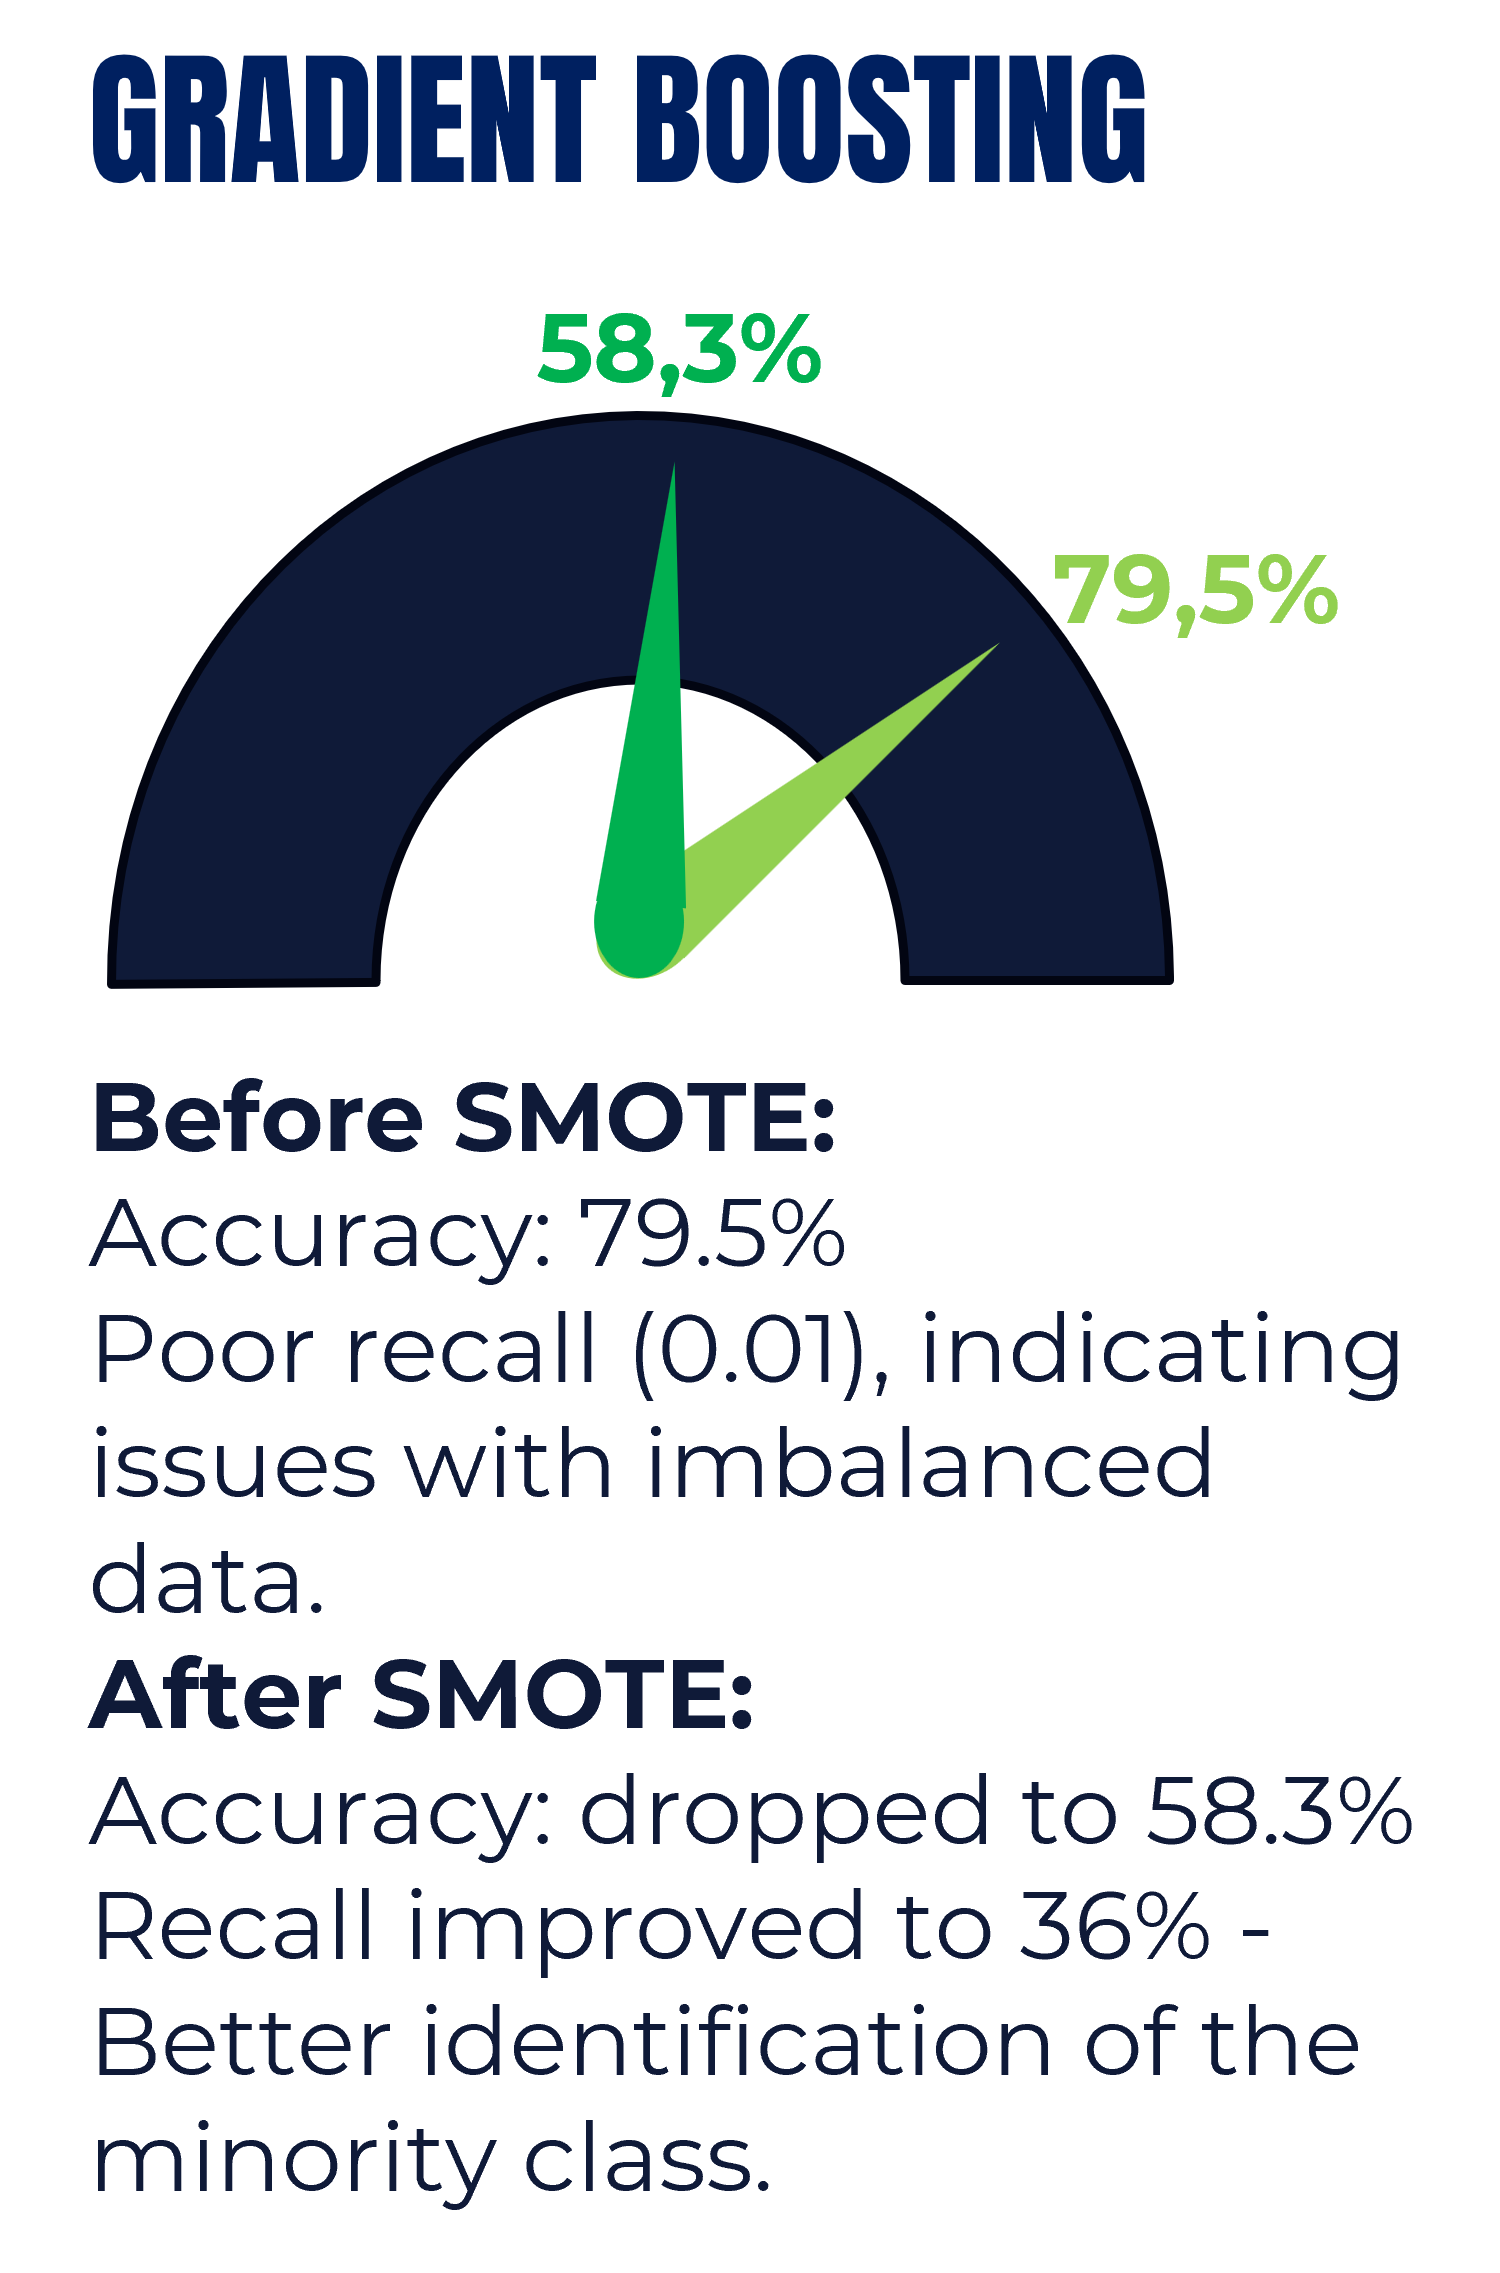 GRADIENT BOOSTING
58,3%
79,5%
Before SMOTE:
Accuracy: 79.5%
Poor recall (0.01), indicating
issues with imbalanced
data.
After SMOTE:
Accuracy: dropped to 58.3%
Recall improved to 36% -
Better identification of the
minority class.